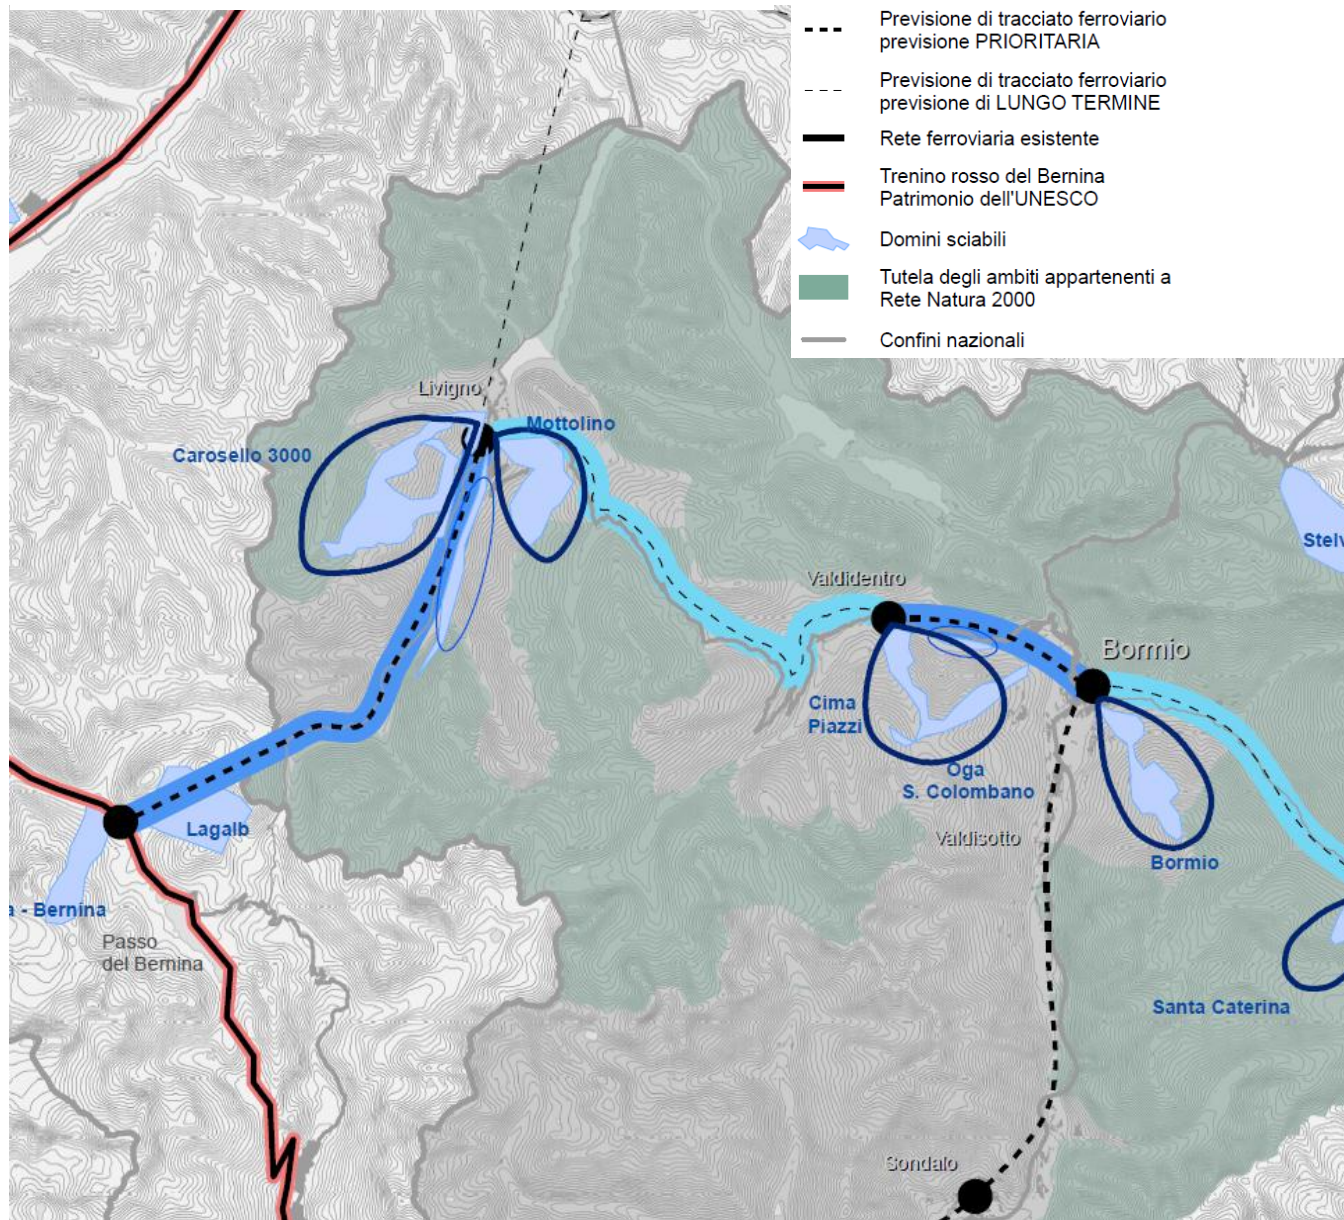 Previsione di tracciato ferroviario
previsione PRIORITARIA
Previsione di tracciato ferroviario
previsione di LUNGO TERMINE
Rete ferroviaria esistente
Trenino rosso del Bernina
Patrimonio dell'UNESCO
Domini sciabili
Tutela degli ambiti appartenenti a
Rete Natura 2000
Confini nazionali
Livigno
Mottolino
Carosello 3000
Stelv
Valdidentro
Bormio
Cima
Piazzi
Oga
S. Colombano
Lagalb
Valdisotto
Bormio
a - Bernina
Passo
del Bernina
Santa Caterina
Sondalo